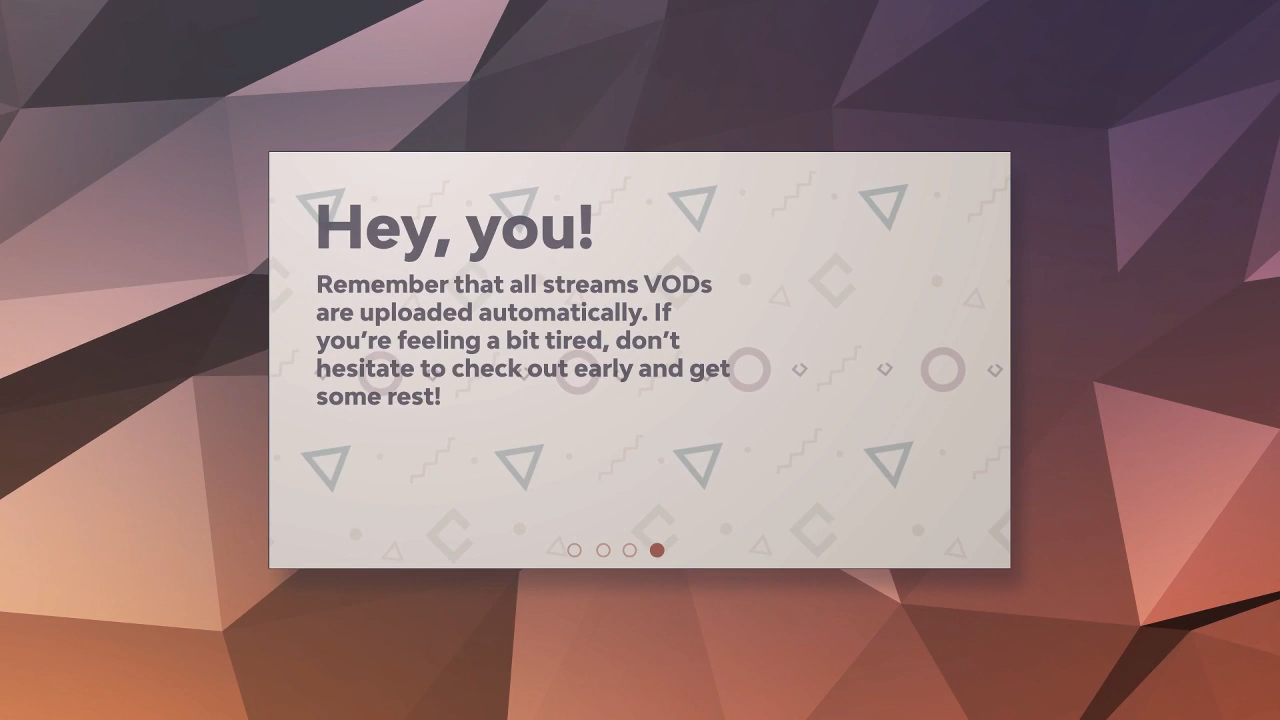 Hey, you!
Remember that all streams VODs
are uploaded automatically. If
you’re feeling a bit tired, don’t
hesitate to check out early and get
some rest!